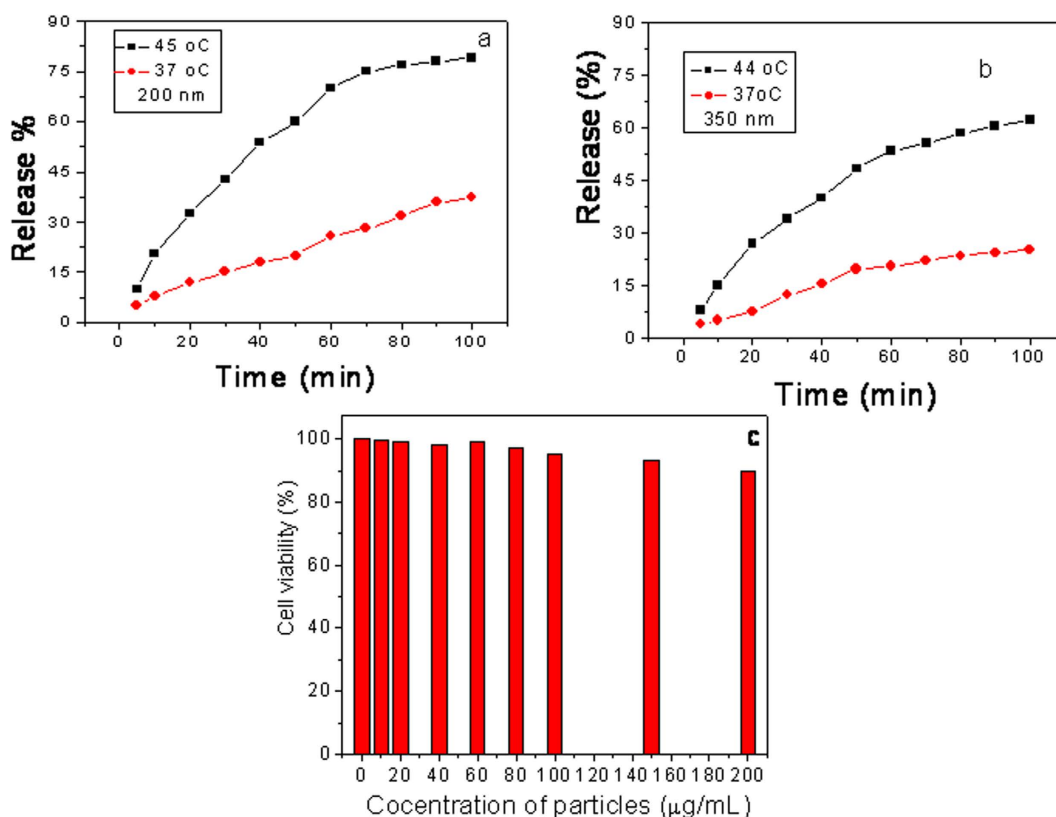 a
45 oC
37 oC
200 nm
90
75
60
45
30
15
0
Release %
0 20 40 60 80 100
Time (min)
b
44 oC
37oC
350 nm
90
75
60
45
30
15
0
Release (%)
0 20 40 60 80 100
Time (min)
c
100
80
60
40
20
0
Cell viability (%)
0 20 40 60 80 100 120 140 160 180 200
Cocentration of particles (μg/mL)